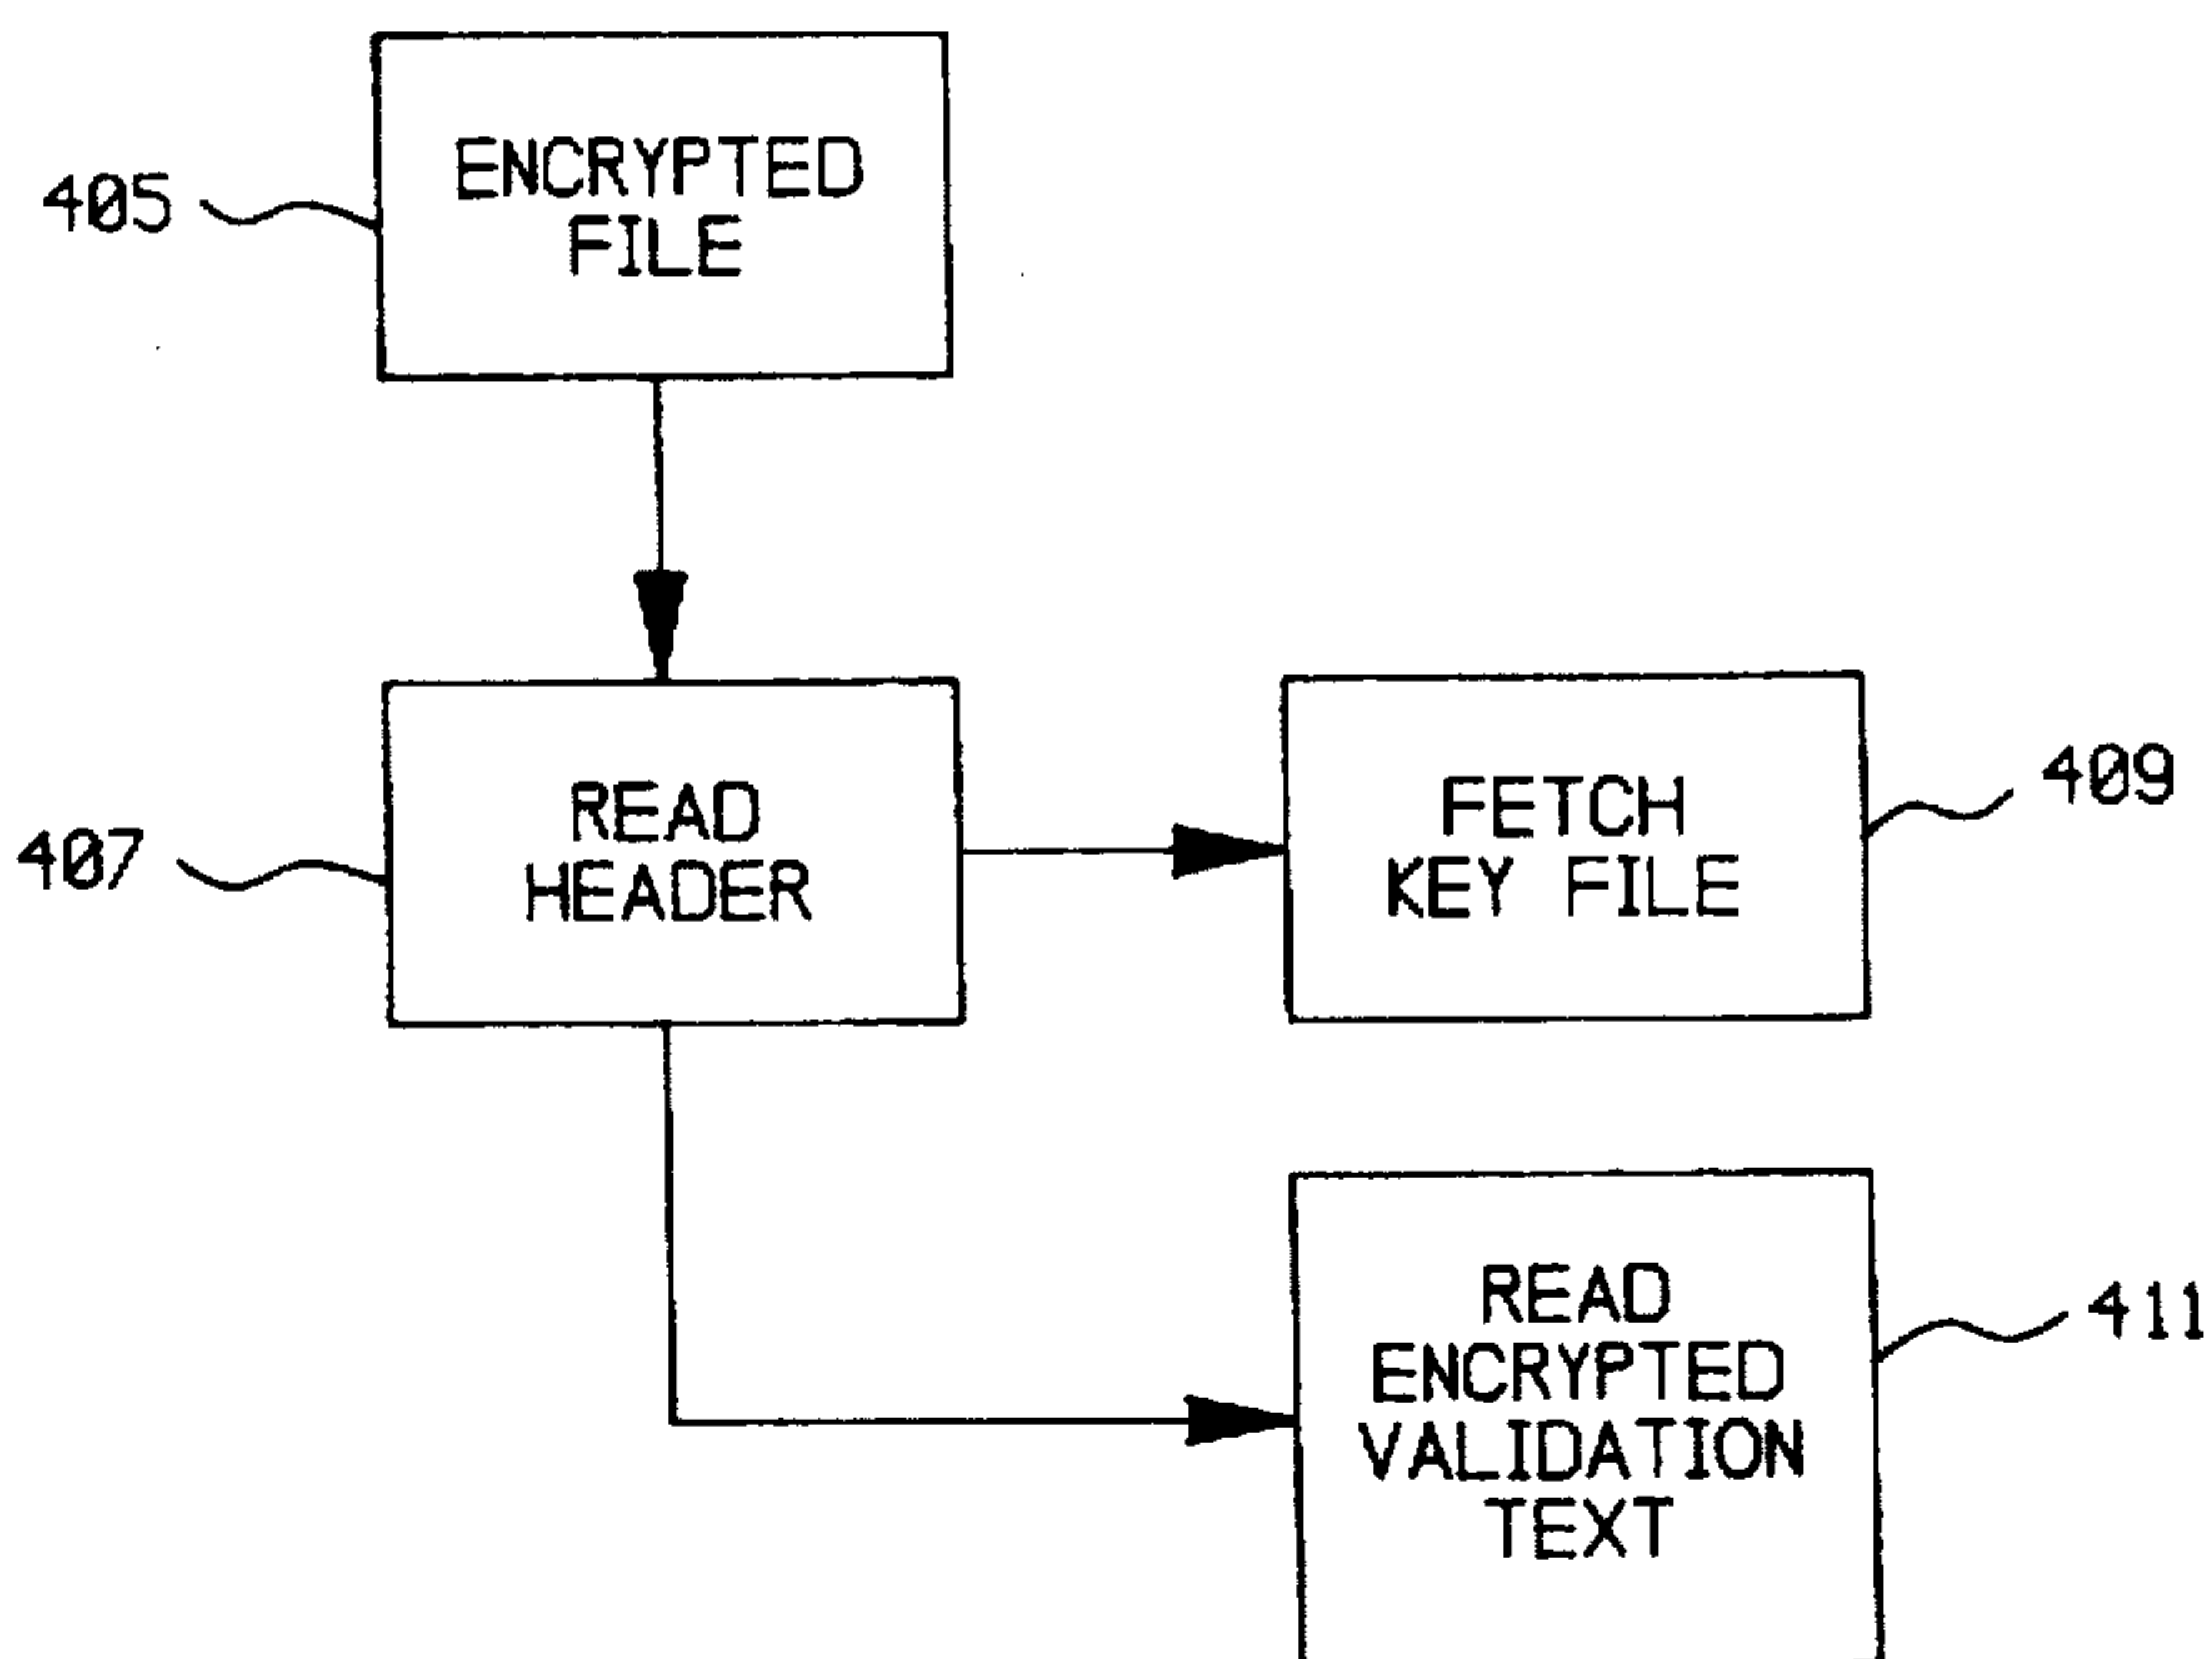 ENCRYPTED
FILE
405
READ
HEADER
407
FETCH
KEY FILE
409
READ
ENCRYPTED
VALIDATION
TEXT
411